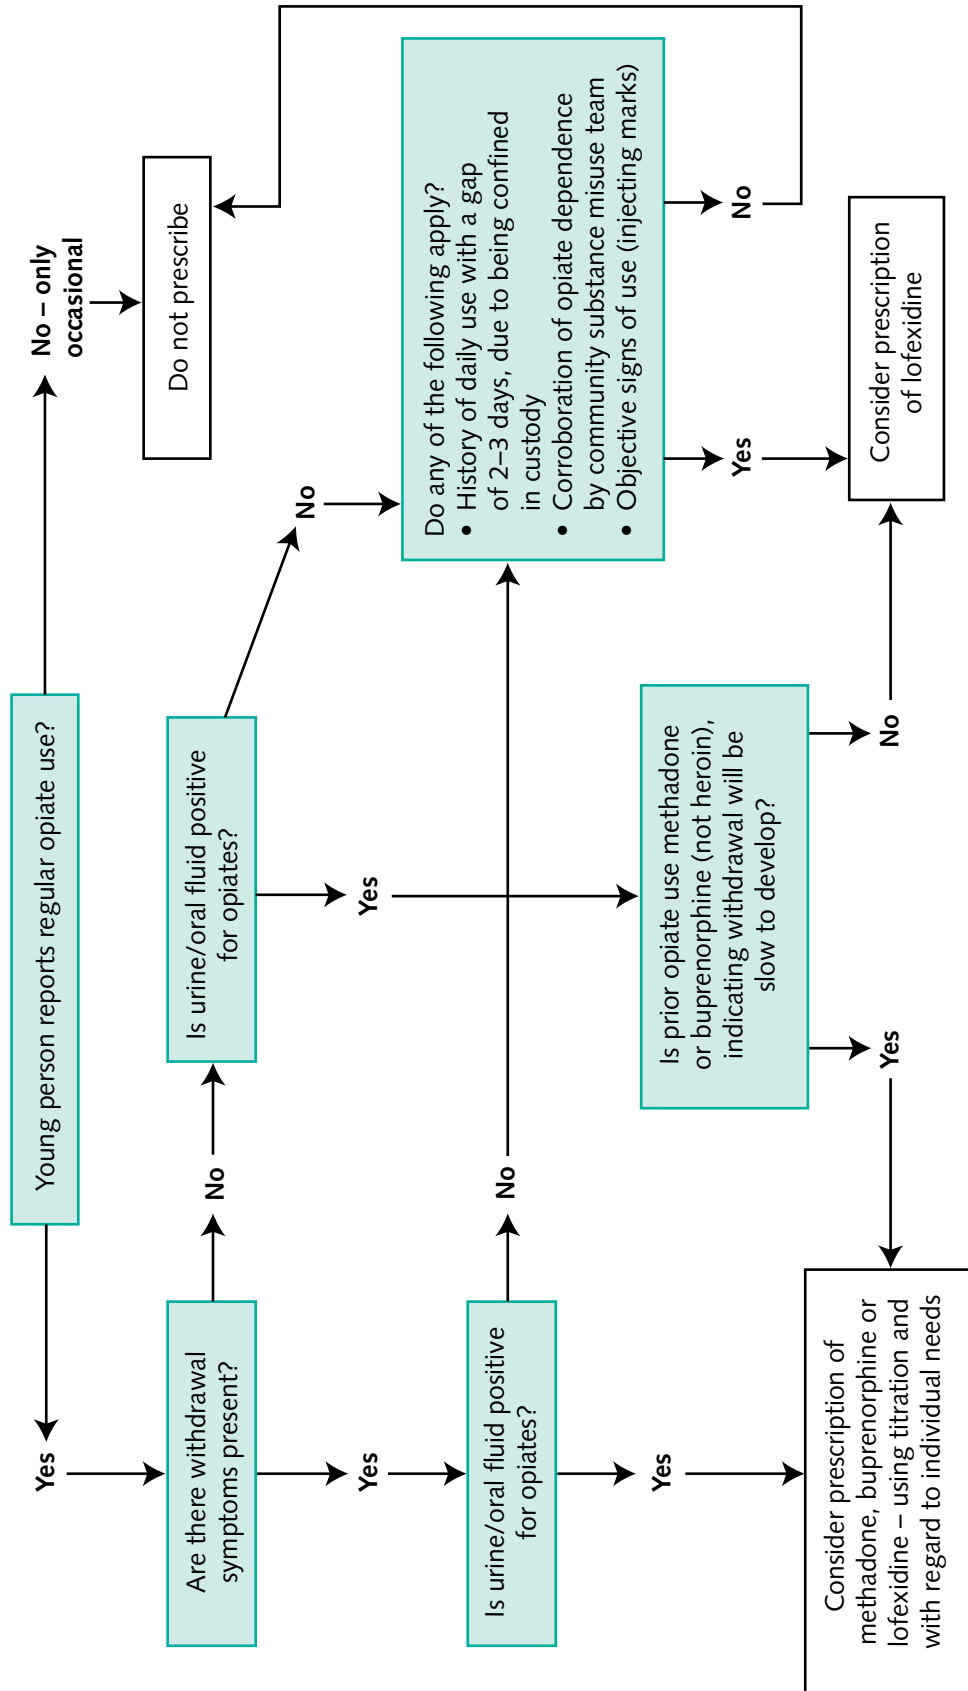 Young person reports regular opiate use?
Yes
No – only
occasional
Are there withdrawal
symptoms present?
No
Is urine/oral fluid positive
for opiates?
No
Do not prescribe
Yes
Yes
Is urine/oral fluid positive
for opiates?
No
Do any of the following apply?
• History of daily use with a gap
of 2–3 days, due to being confined
in custody
• Corroboration of opiate dependence
by community substance misuse team
• Objective signs of use (injecting marks)
Yes
Is prior opiate use methadone
or buprenorphine (not heroin),
indicating withdrawal will be
slow to develop?
Yes
No
Yes
No
Consider prescription of
methadone, buprenorphine or
lofexidine – using titration and
with regard to individual needs
Consider prescription
of lofexidine